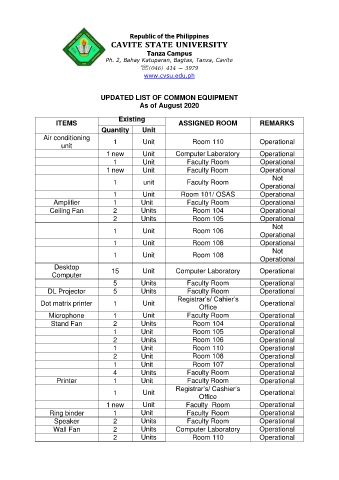 Republic of the Philippines
CAVITE STATE UNIVERSITY
Tanza Campus
Ph. 2, Bahay Katuparan, Bagtas, Tanza, Cavite
☏(046) 414 – 3979
www.cvsu.edu.ph
UPDATED LIST OF COMMON EQUIPMENT
As of August 2020
ITEMS Existing ASSIGNED ROOM REMARKS
Quantity Unit
Air conditioning unit 1 Unit Room 110 Operational
1 new Unit Computer Laboratory Operational
1 Unit Faculty Room Operational
1 new Unit Faculty Room Operational
1 unit Faculty Room Not Operational
1 Unit Room 101/ OSAS Operational
Amplifier 1 Unit Faculty Room Operational
Ceiling Fan 2 Units Room 104 Operational
2 Units Room 105 Operational
1 Unit Room 106 Not Operational
1 Unit Room 108 Operational
1 Unit Room 108 Not Operational
Desktop Computer 15 Unit Computer Laboratory Operational
5 Units Faculty Room Operational
DL Projector 5 Units Faculty Room Operational
Dot matrix printer 1 Unit Registrar's/ Cahier's Office Operational
Microphone 1 Unit Faculty Room Operational
Stand Fan 2 Units Room 104 Operational
1 Unit Room 105 Operational
2 Units Room 106 Operational
1 Unit Room 110 Operational
2 Unit Room 108 Operational
1 Unit Room 107 Operational
4 Units Faculty Room Operational
Printer 1 Unit Faculty Room Operational
1 Unit Registrar's/ Cashier's Office Operational
1 new Unit Faculty Room Operational
Ring binder 1 Unit Faculty Room Operational
Speaker 2 Units Faculty Room Operational
Wall Fan 2 Units Computer Laboratory Operational
2 Units Room 110 Operational